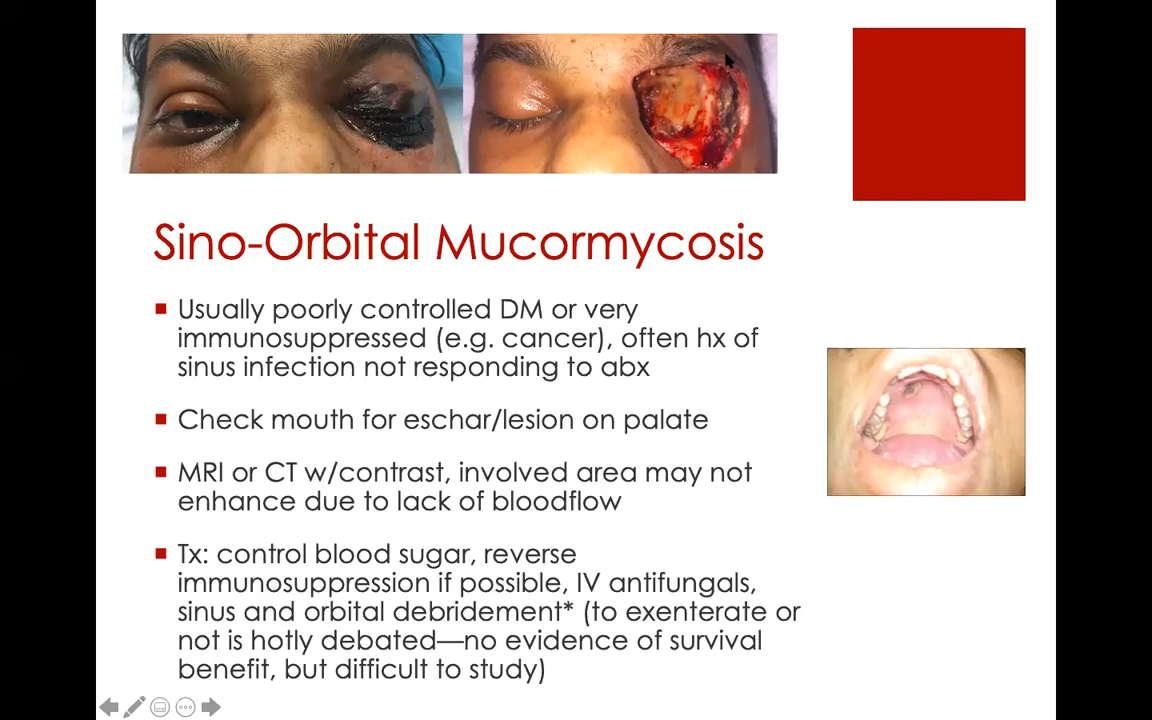 Sino-Orbital Mucormycosis
Usually poorly controlled DM or very
immunosuppressed (e.g. cancer), often hx of
sinus infection not responding to abx
Check mouth for eschar/lesion on palate
MRI or CT w/contrast, involved area may not
enhance due to lack of bloodflow
Tx: control blood sugar, reverse
immunosuppression if possible, IV antifungals,
sinus and orbital debridement* (to exenterate or
not is hotly debated—no evidence of survival
benefit, but difficult to study)